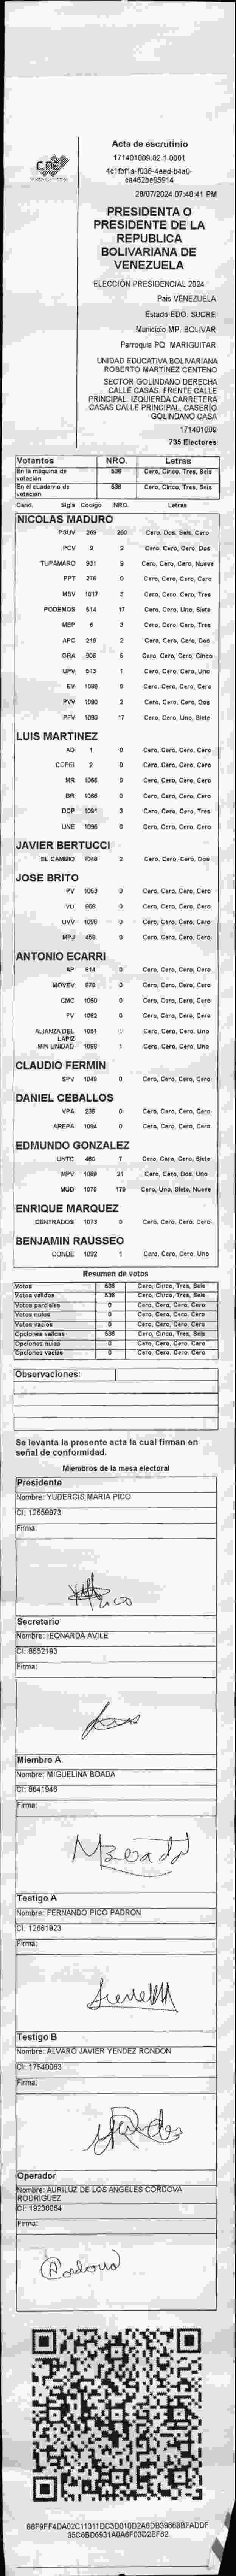 CNE
Acta de escrutinio
171401009.02.1.0001
4c1fbf1a-f036-4eed-b4a0-
ca462be95914
28/07/2024 07:48:41 PM
PRESIDENTA O
PRESIDENTE DE LA
REPUBLICA
BOLIVARIANA DE
VENEZUELA
ELECCIÓN PRESIDENCIAL 2024
País VENEZUELA
Estado EDO. SUCRE
Municipio MP. BOLIVAR
Parroquia PQ. MARIGUITAR
UNIDAD EDUCATIVA BOLIVARIANA
ROBERTO MARTÍNEZ CENTENO
SECTOR GOLINDANO DERECHA
CALLE CASAS. FRENTE CALLE
PRINCIPAL. IZQUIERDA CARRETERA
CASAS CALLE PRINCIPAL, CASERÍO
GOLINDANO CASA
171401009
735 Electores
Votantes NRO. Letras
En la máquina de votación 536 Cero, Cinco, Tres, Seis
En el cuaderno de votación 536 Cero, Cinco, Tres, Seis
Cand. Sigla Código NRO. Letras
NICOLAS MADURO
PSUV 269 260 Cero, Dos, Seis, Cero
PCV 9 2 Cero, Cero, Cero, Dos
TUPAMARO 931 9 Cero, Cero, Cero, Nueve
PPT 276 0 Cero, Cero, Cero, Cero
MSV 1017 3 Cero, Cero, Cero, Tres
PODEMOS 514 17 Cero, Cero, Uno, Siete
MEP 6 3 Cero, Cero, Cero, Tres
APC 219 2 Cero, Cero, Cero, Dos
ORA 906 5 Cero, Cero, Cero, Cinco
UPV 613 1 Cero, Cero, Cero, Uno
EV 1088 0 Cero, Cero, Cero, Cero
PVV 1090 2 Cero, Cero, Cero, Dos
PFV 1093 17 Cero, Cero, Uno, Siete
LUIS MARTINEZ
AD 1 0 Cero, Cero, Cero, Cero
COPEI 2 0 Cero, Cero, Cero, Cero
MR 1065 0 Cero, Cero, Cero, Cero
BR 1066 0 Cero, Cero, Cero, Cero
DDP 1091 3 Cero, Cero, Cero, Tres
UNE 1095 0 Cero, Cero, Cero, Cero
JAVIER BERTUCCI
EL CAMBIO 1046 2 Cero, Cero, Cero, Dos
JOSE BRITO
PV 1053 0 Cero, Cero, Cero, Cero
VU 968 0 Cero, Cero, Cero, Cero
UVV 1096 0 Cero, Cero, Cero, Cero
MPJ 450 0 Cero, Cero, Cero, Cero
ANTONIO ECARRI
AP 814 0 Cero, Cero, Cero, Cero
MOVEV 878 0 Cero, Cero, Cero, Cero
CMC 1050 0 Cero, Cero, Cero, Cero
FV 1082 0 Cero, Cero, Cero, Cero
ALIANZA DEL LÁPIZ 1051 1 Cero, Cero, Cero, Uno
MIN UNIDAD 1068 1 Cero, Cero, Cero, Uno
CLAUDIO FERMIN
SPV 1049 0 Cero, Cero, Cero, Cero
DANIEL CEBALLOS
VPA 235 0 Cero, Cero, Cero, Cero
AREPA 1094 0 Cero, Cero, Cero, Cero
EDMUNDO GONZALEZ
UNTC 460 7 Cero, Cero, Cero, Siete
MPV 1069 21 Cero, Cero, Dos, Uno
MUD 1075 179 Cero, Uno, Siete, Nueve
ENRIQUE MARQUEZ
CENTRADOS 1073 0 Cero, Cero, Cero, Cero
BENJAMIN RAUSSEO
CONDE 1092 1 Cero, Cero, Cero, Uno
Resumen de votos
Votos 536 Cero, Cinco, Tres, Seis
Votos validos 536 Cero, Cinco, Tres, Seis
Votos parciales 0 Cero, Cero, Cero, Cero
Votos nulos 0 Cero, Cero, Cero, Cero
Votos vacios 0 Cero, Cero, Cero, Cero
Opciones validas 536 Cero, Cinco, Tres, Seis
Opciones nulas 0 Cero, Cero, Cero, Cero
Opciones vacias 0 Cero, Cero, Cero, Cero
Observaciones:
Se levanta la presente acta la cual firman en
señal de conformidad.
Miembros de la mesa electoral
Presidente
Nombre: YUDERCIS MARIA PICO
CI: 12659973
Firma:
Secretario
Nombre: IEONARDA AVILE
CI: 8652193
Firma:
Miembro A
Nombre: MIGUELINA BOADA
CI: 8641946
Firma:
MBoada
Testigo A
Nombre: FERNANDO PICO PADRON
CI: 12661923
Firma:
Testigo B
Nombre: ALVARO JAVIER YENDEZ RONDON
CI: 17540063
Firma:
Operador
Nombre: AURILUZ DE LOS ANGELES CORDOVA
RODRIGUEZ
CI: 19238064
Firma: